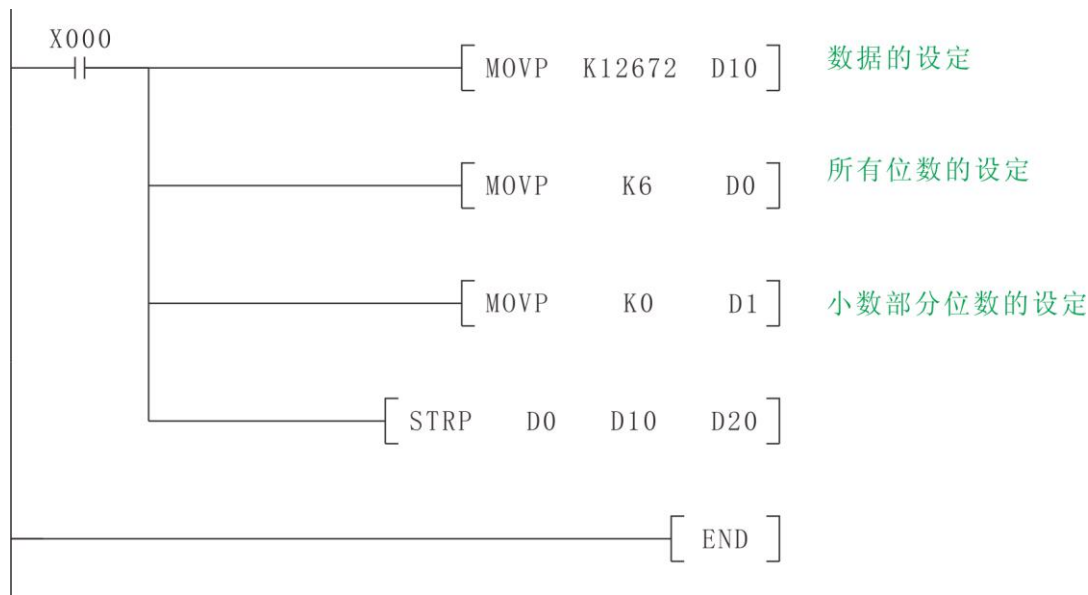 X000
MOVP K12672 D10 数据的设定
MOVP K6 D0 所有位数的设定
MOVP K0 D1 小数部分位数的设定
STRP D0 D10 D20
END